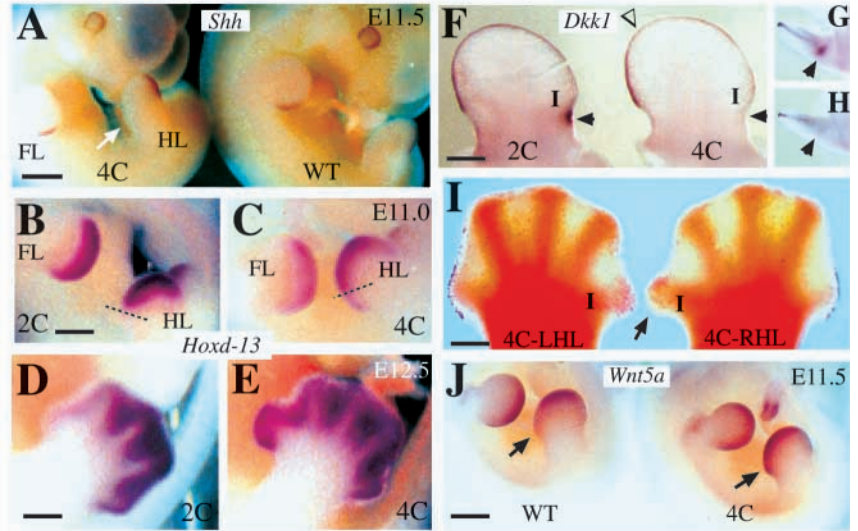 A Shh E11.5
FL HL
4C WT
B C E11.0
FL FL HL
2C HL 4C
Hoxd-13
D E E12.5
2C 4C
F Dkk1 G
I I
2C 4C H
I
I I
4C-LHL 4C-RHL
J Wnt5a E11.5
WT 4C